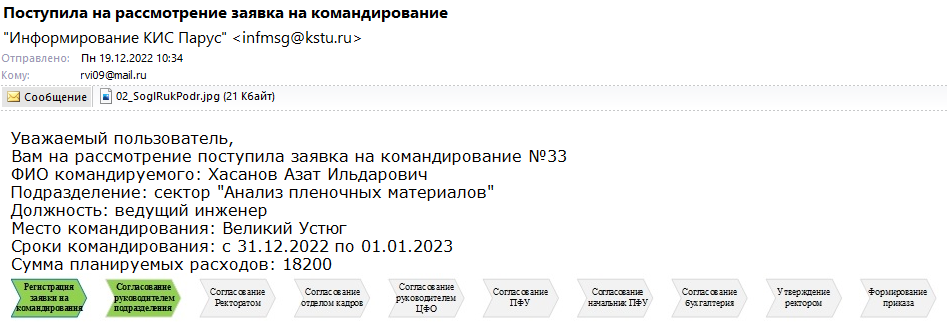 Поступила на рассмотрение заявка на командирование
"Информирование КИС Парус" <infmsg@kstu.ru>
Отправлено: Пн 19.12.2022 10:34
Кому: rvi09@mail.ru
Сообщение 02_SoglRukPodr.jpg (21 Кбайт)
Уважаемый пользователь,
Вам на рассмотрение поступила заявка на командирование №33
ФИО командируемого: Хасанов Азат Ильдарович
Подразделение: сектор "Анализ пленочных материалов"
Должность: ведущий инженер
Место командирования: Великий Устюг
Сроки командирования: с 31.12.2022 по 01.01.2023
Сумма планируемых расходов: 18200
Регистрация
заявки на
командирования
Согласование
руководителем
подразделения
Согласование
Ректоратом
Согласование
отделом кадров
Согласование
руководителем
ЦФО
Согласование
ПФУ
Согласование
начальник ПФУ
Согласование
бухгалтерия
Утверждение
ректором
Формирование
приказа